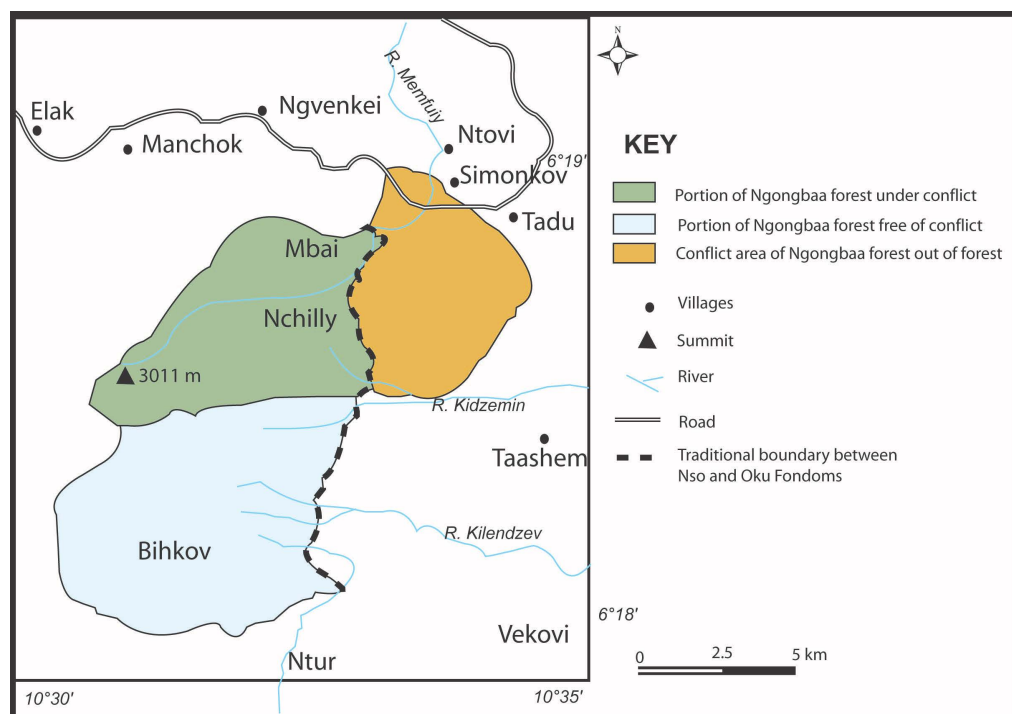 N
R. Memfuiy
Elak
Ngvenkei
Manchok
Ntovi
6°19'
Simonkov
Tadu
Mbai
Nchilly
3011 m
R. Kidzemin
Taashem
R. Kilendzev
Bihkov
Vekovi
Ntur
10°30'
10°35'
6°18'
KEY
Portion of Ngongbaa forest under conflict
Portion of Ngongbaa forest free of conflict
Conflict area of Ngongbaa forest out of forest
Villages
Summit
River
Road
Traditional boundary between
Nso and Oku Fondoms
0 2.5 5 km